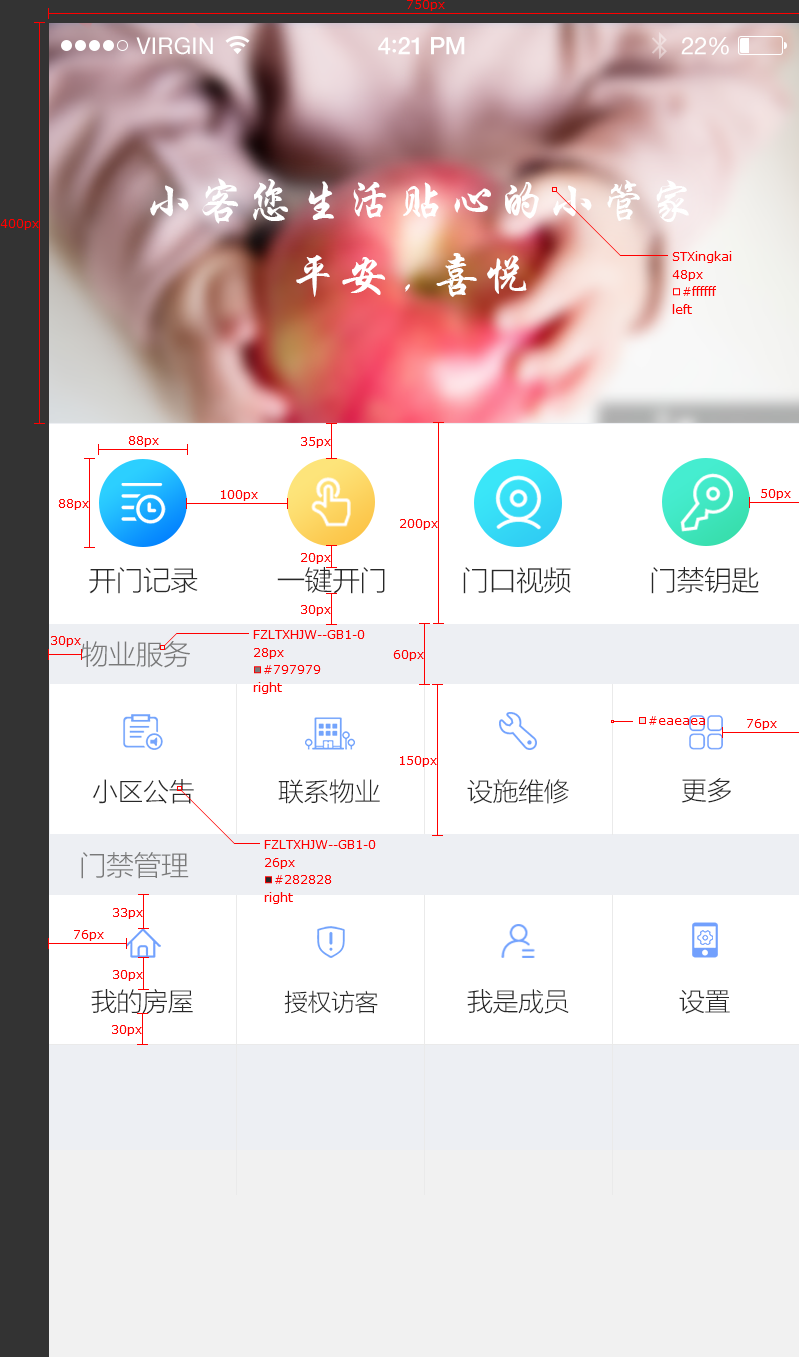 750px
VIRGIN 4:21 PM 22%
400px
小客您生活贴心的小管家
平安，喜悦
STXingkai
48px
#ffffff
left
88px
35px
88px
100px
50px
200px
20px
开门记录 一键开门 门口视频 门禁钥匙
30px
30px
物业服务
FZLTXHJW--GB1-0
28px
#797979
right
60px
#eaeaea
76px
150px
小区公告 联系物业 设施维修 更多
门禁管理
FZLTXHJW--GB1-0
26px
#282828
right
33px
76px
30px
我的房屋 授权访客 我是成员 设置
30px